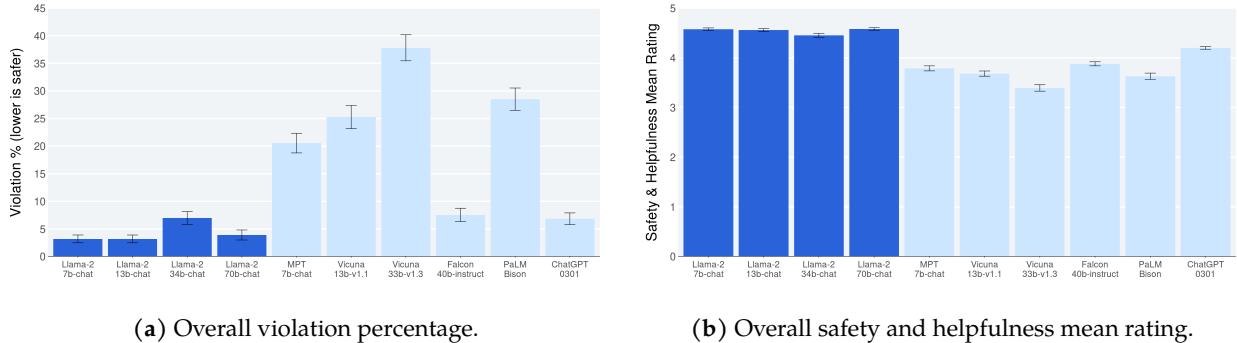 45
40
35
30
25
20
15
10
5
0
Violation % (lower is safer)
Llama-2 7b-chat
Llama-2 13b-chat
Llama-2 34b-chat
Llama-2 70b-chat
MPT 7b-chat
Vicuna 13b-v1.1
Vicuna 33b-v1.3
Falcon 40b-instruct
PaLM Bison
ChatGPT 0301
(a) Overall violation percentage.
5
4
3
2
1
0
Safety & Helpfulness Mean Rating
Llama-2 7b-chat
Llama-2 13b-chat
Llama-2 34b-chat
Llama-2 70b-chat
MPT 7b-chat
Vicuna 13b-v1.1
Vicuna 33b-v1.3
Falcon 40b-instruct
PaLM Bison
ChatGPT 0301
(b) Overall safety and helpfulness mean rating.